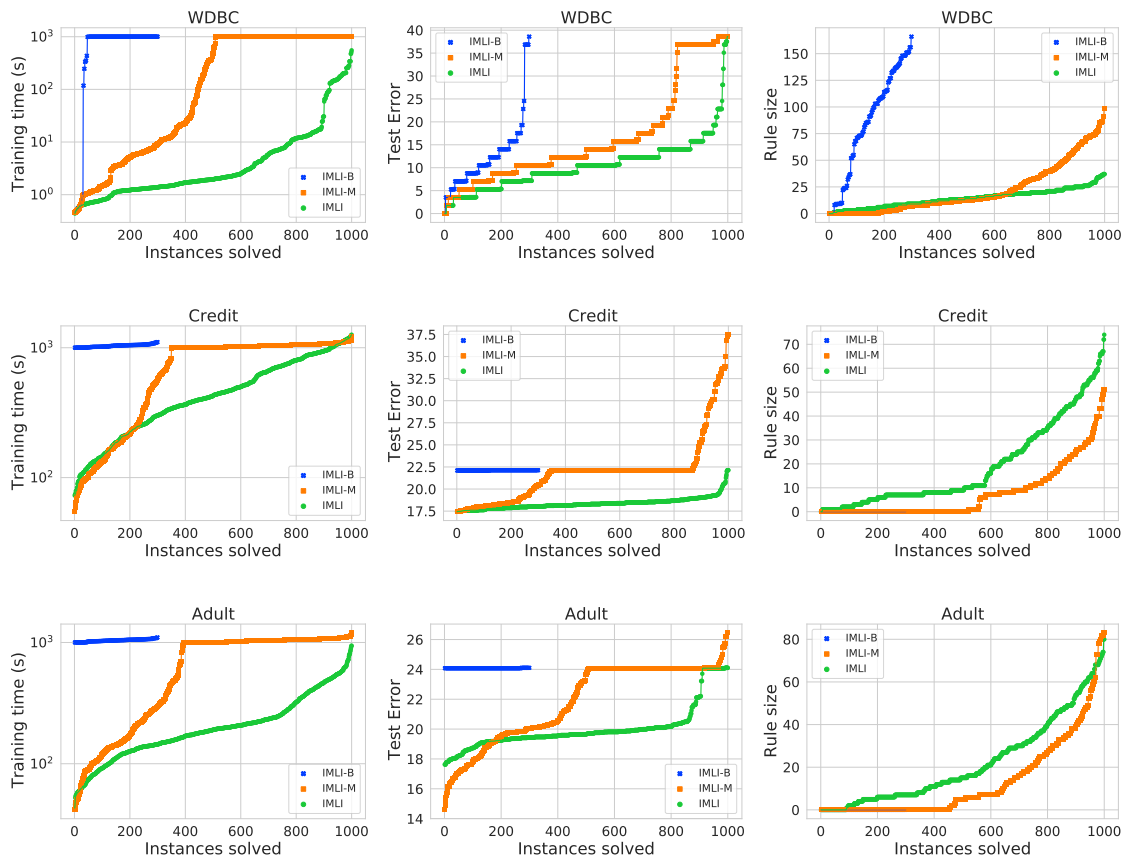 WDBC
Training time (s)
10³
10²
10¹
10⁰
IMLI-B
IMLI-M
IMLI
0 200 400 600 800 1000
Instances solved
WDBC
Test Error
40
35
30
25
20
15
10
5
0
IMLI-B
IMLI-M
IMLI
0 200 400 600 800 1000
Instances solved
WDBC
Rule size
150
125
100
75
50
25
0
IMLI-B
IMLI-M
IMLI
0 200 400 600 800 1000
Instances solved
Credit
Training time (s)
10³
10²
IMLI-B
IMLI-M
IMLI
0 200 400 600 800 1000
Instances solved
Credit
Test Error
37.5
35.0
32.5
30.0
27.5
25.0
22.5
20.0
17.5
IMLI-B
IMLI-M
IMLI
0 200 400 600 800 1000
Instances solved
Credit
Rule size
70
60
50
40
30
20
10
0
IMLI-B
IMLI-M
IMLI
0 200 400 600 800 1000
Instances solved
Adult
Training time (s)
10³
10²
IMLI-B
IMLI-M
IMLI
0 200 400 600 800 1000
Instances solved
Adult
Test Error
26
24
22
20
18
16
14
IMLI-B
IMLI-M
IMLI
0 200 400 600 800 1000
Instances solved
Adult
Rule size
80
60
40
20
0
IMLI-B
IMLI-M
IMLI
0 200 400 600 800 1000
Instances solved